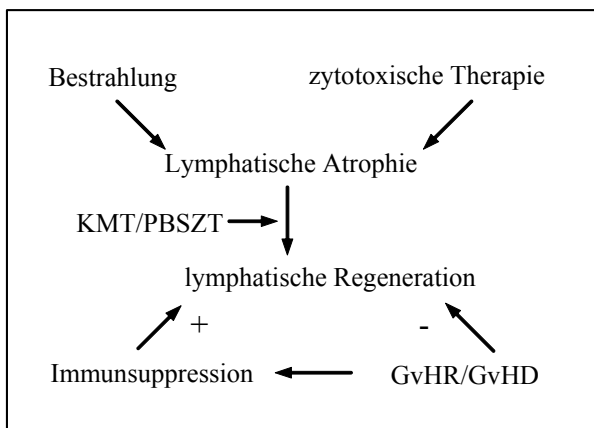 Bestrahlung
zytotoxische Therapie
Lymphatische Atrophie
KMT/PBSZT
lymphatische Regeneration
+
-
Immunsuppression
GvHR/GvHD